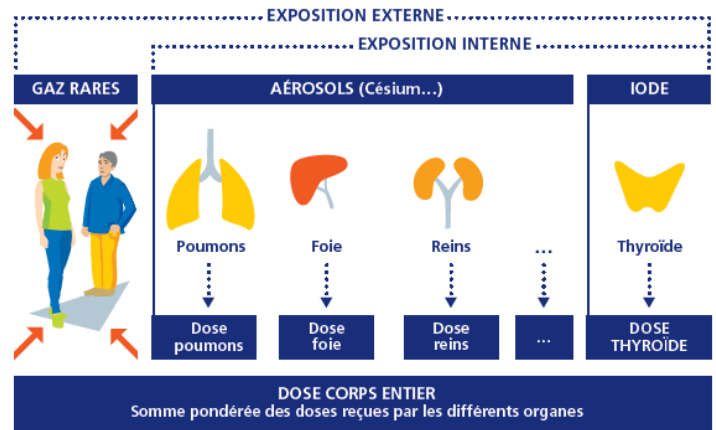 EXPOSITION EXTERNE
EXPOSITION INTERNE
GAZ RARES
AÉROSOLS (Césium...)
IODE
Poumons
Foie
Reins
...
Thyroïde
Dose
poumons
Dose
foie
Dose
reins
...
DOSE
THYROÏDE
DOSE CORPS ENTIER
Somme pondérée des doses reçues par les différents organes